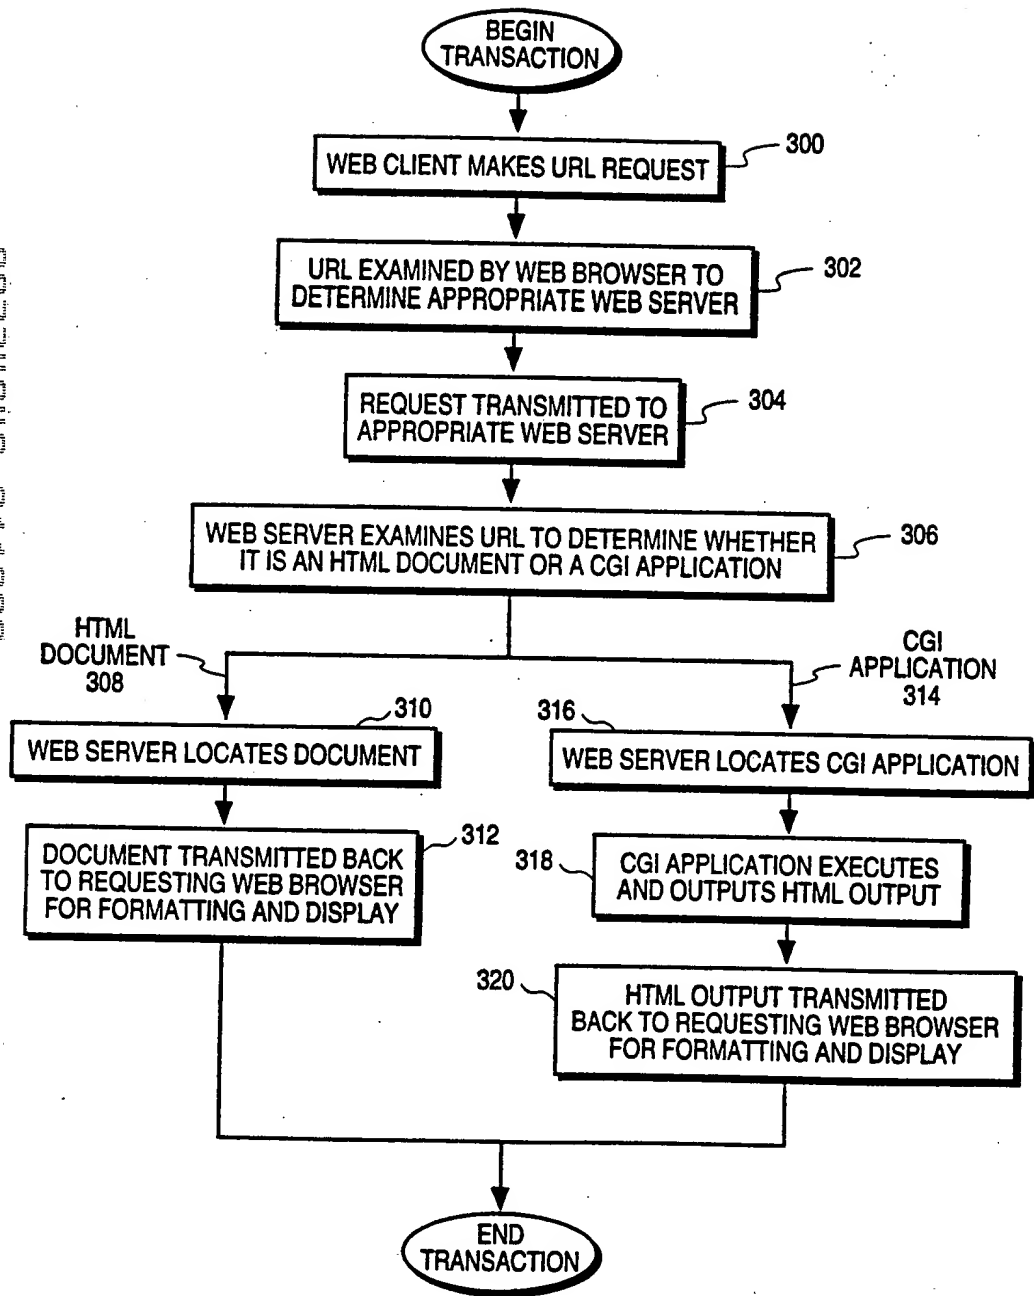 BEGIN
TRANSACTION
WEB CLIENT MAKES URL REQUEST
300
URL EXAMINED BY WEB BROWSER TO
DETERMINE APPROPRIATE WEB SERVER
302
REQUEST TRANSMITTED TO
APPROPRIATE WEB SERVER
304
WEB SERVER EXAMINES URL TO DETERMINE WHETHER
IT IS AN HTML DOCUMENT OR A CGI APPLICATION
306
HTML
DOCUMENT
308
CGI
APPLICATION
314
310
WEB SERVER LOCATES DOCUMENT
316
WEB SERVER LOCATES CGI APPLICATION
312
DOCUMENT TRANSMITTED BACK
TO REQUESTING WEB BROWSER
FOR FORMATTING AND DISPLAY
318
CGI APPLICATION EXECUTES
AND OUTPUTS HTML OUTPUT
320
HTML OUTPUT TRANSMITTED
BACK TO REQUESTING WEB BROWSER
FOR FORMATTING AND DISPLAY
END
TRANSACTION